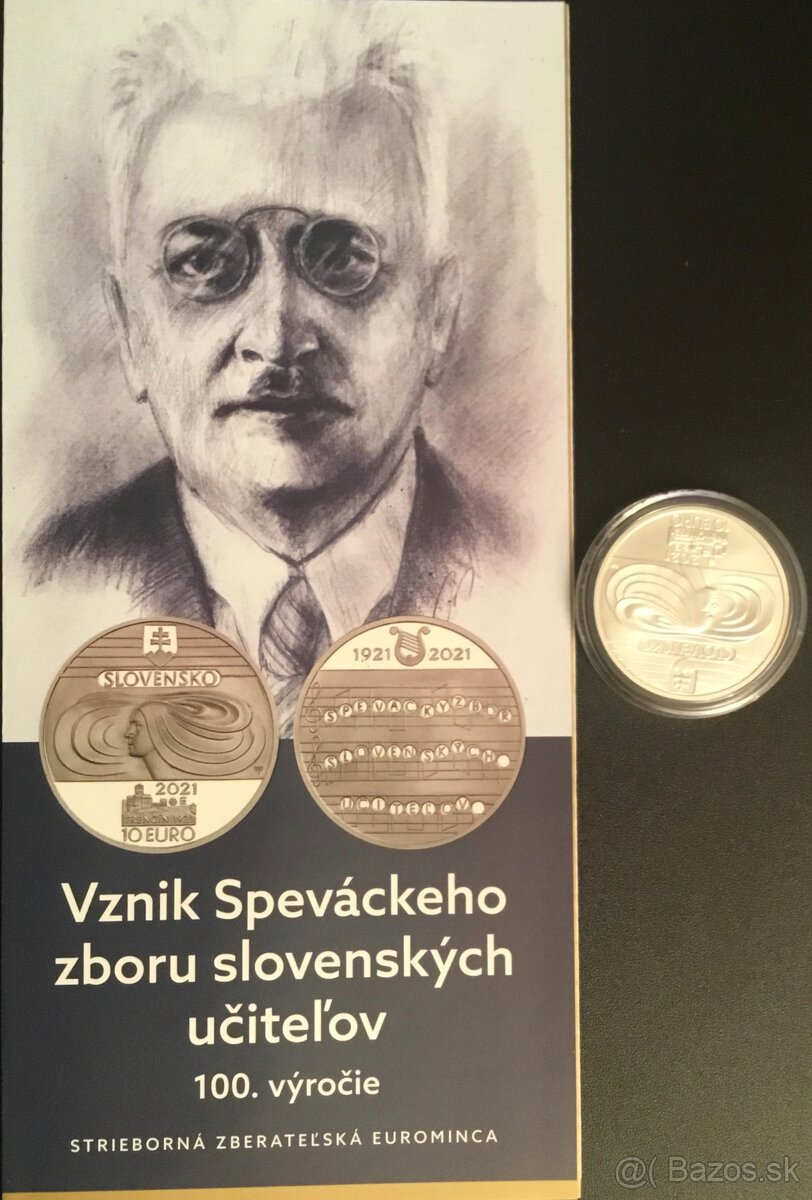 SLOVENSKO
2021
TRENČÍN 1921
10 EURO
1921 2021
SPEVÁCKY ZBOR
SLOVENSKÝCH
UČITEĽOV
Vznik Speváckeho
zboru slovenských
učiteľov
100. výročie
STRIEBORNÁ ZBERATEĽSKÁ EUROMINCA
SLOVENSKO
@( Bazos.sk